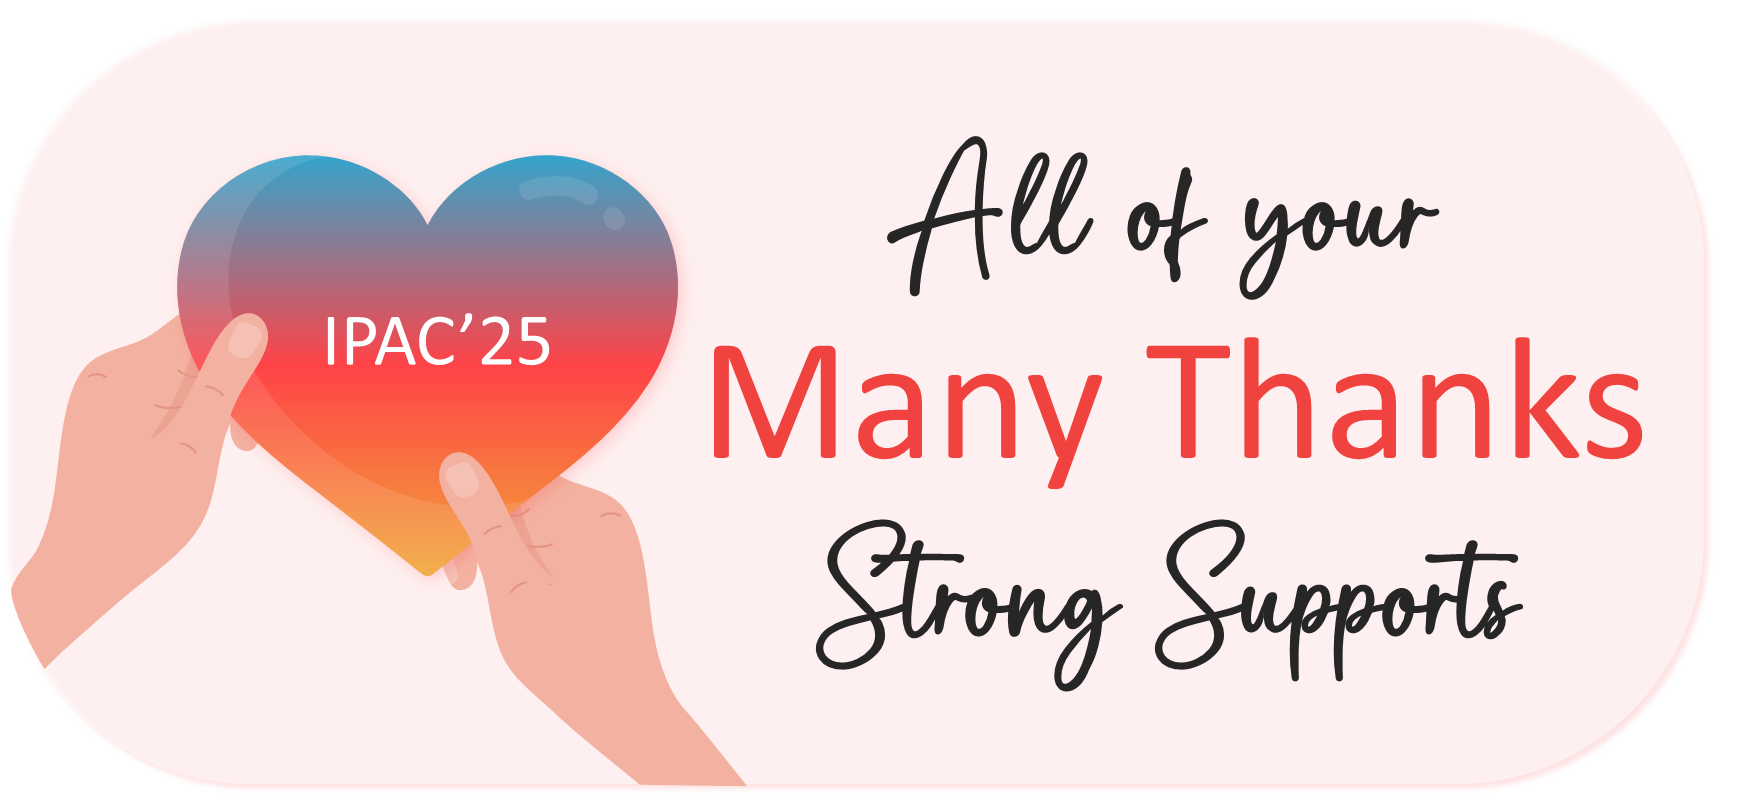 IPAC’25
All of your
Many Thanks
Strong Supports